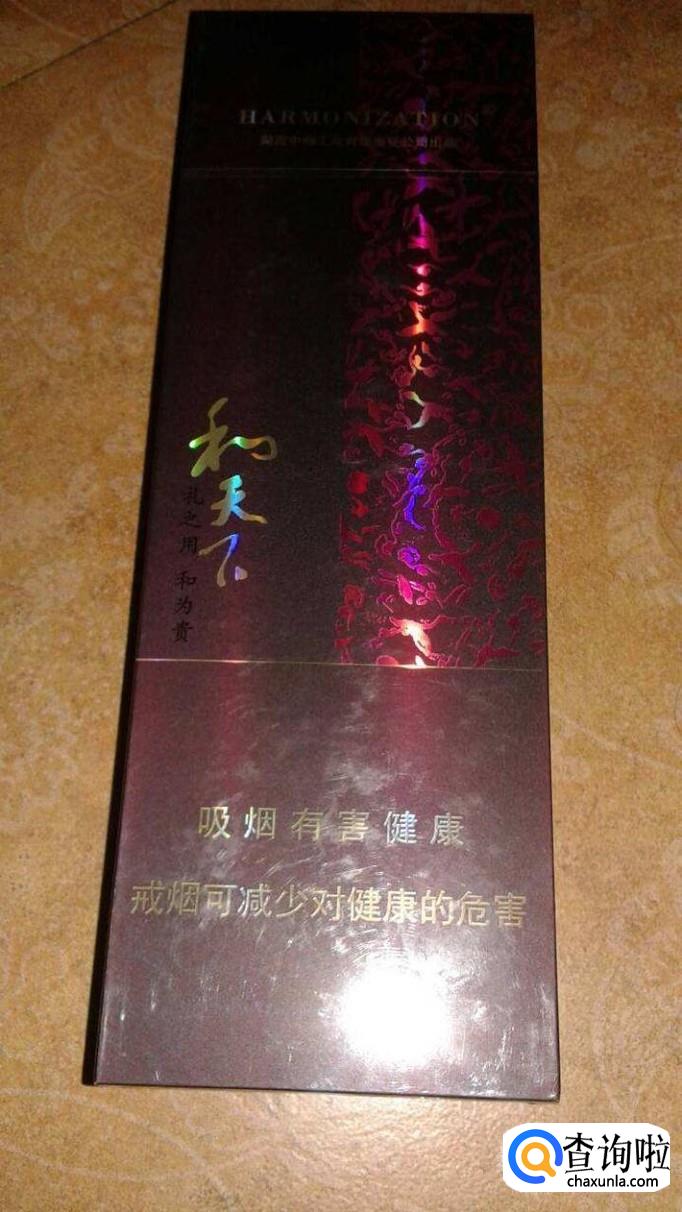 HARMONIZATION
和天下
礼之用 和为贵
吸烟有害健康
戒烟可减少对健康的危害
查询啦
chaxunla.com